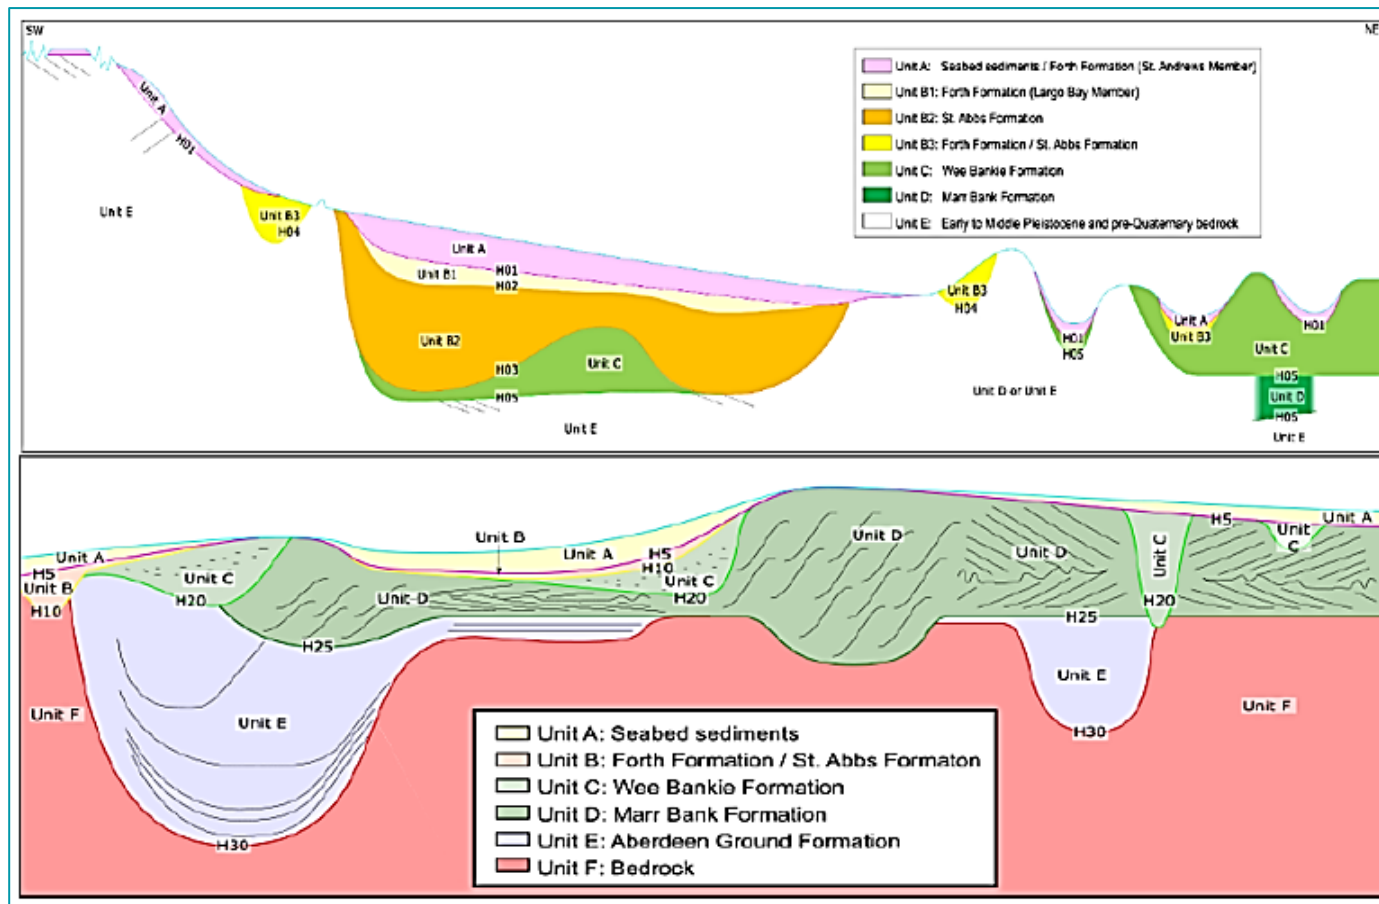 SW
NE
Unit A: Seabed sediments / Forth Formation (St. Andrews Member)
Unit B1: Forth Formation (Largo Bay Member)
Unit B2: St. Abbs Formation
Unit B3: Forth Formation / St. Abbs Formation
Unit C: Wee Bankie Formation
Unit D: Marr Bank Formation
Unit E: Early to Middle Pleistocene and pre-Quaternary bedrock
Unit A
H01
Unit E
Unit B3
H04
Unit A
Unit B1
H01
H02
Unit B2
H03
Unit C
H05
Unit E
Unit B3
H04
H01
H05
Unit D or Unit E
Unit A
Unit B3
H01
Unit C
H05
Unit D
H05
Unit E
Unit A
H5
Unit B
H10
Unit C
H20
Unit D
H25
Unit B
Unit A
H5
H10
Unit C
H20
Unit D
Unit D
H25
Unit C
H20
H5
Unit C
Unit A
Unit F
Unit E
H30
Unit E
H30
Unit F
Unit A: Seabed sediments
Unit B: Forth Formation / St. Abbs Formaton
Unit C: Wee Bankie Formation
Unit D: Marr Bank Formation
Unit E: Aberdeen Ground Formation
Unit F: Bedrock